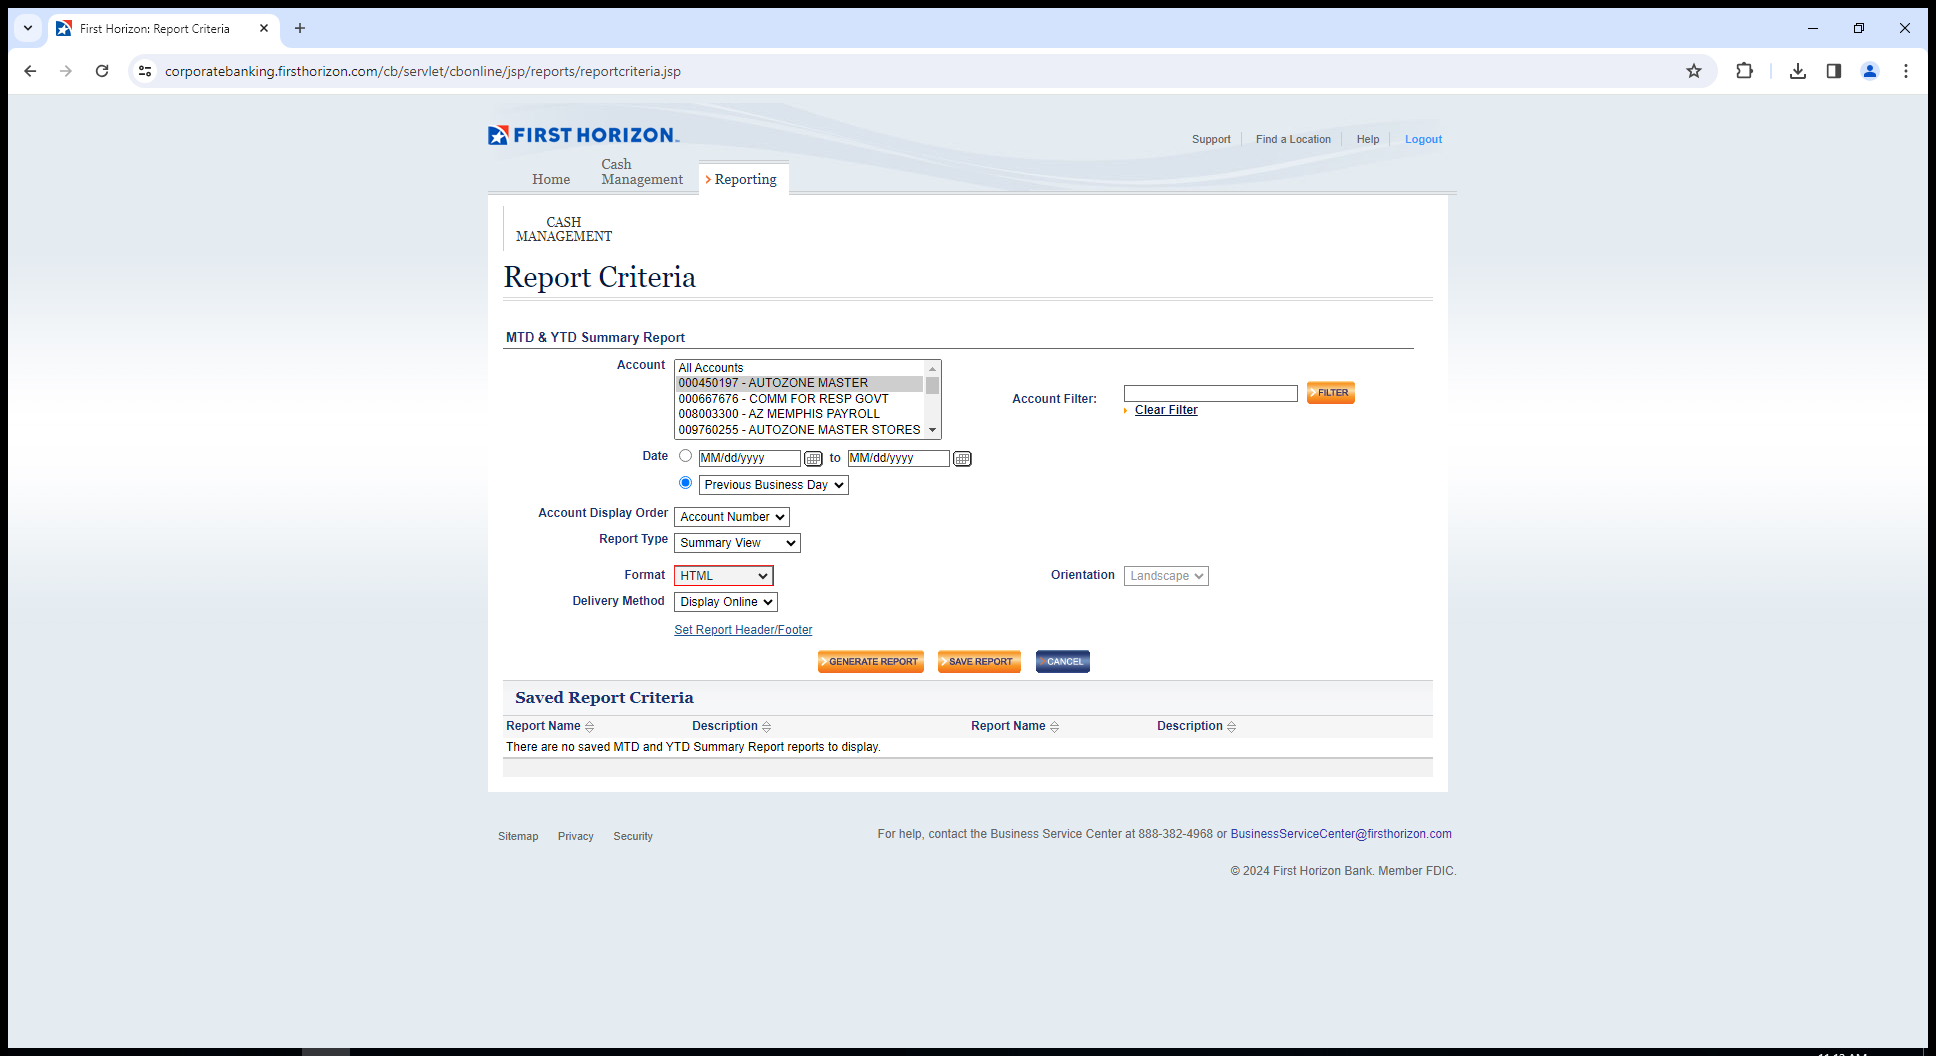 First Horizon: Report Criteria
corporatebanking.firsthorizon.com/cb/servlet/cbonline/jsp/reports/reportcriteria.jsp
FIRST HORIZON
Support
Find a Location
Help
Logout
Home
Cash
Management
Reporting
CASH
MANAGEMENT
Report Criteria
MTD & YTD Summary Report
Account
All Accounts
000450197 - AUTOZONE MASTER
000667676 - COMM FOR RESP GOVT
008003300 - AZ MEMPHIS PAYROLL
009760255 - AUTOZONE MASTER STORES
Account Filter:
FILTER
Clear Filter
Date
MM/dd/yyyy
to
MM/dd/yyyy
Previous Business Day
Account Display Order
Account Number
Report Type
Summary View
Format
HTML
Orientation
Landscape
Delivery Method
Display Online
Set Report Header/Footer
GENERATE REPORT
SAVE REPORT
CANCEL
Saved Report Criteria
Report Name
Description
Report Name
Description
There are no saved MTD and YTD Summary Report reports to display.
Sitemap
Privacy
Security
For help, contact the Business Service Center at 888-382-4968 or BusinessServiceCenter@firsthorizon.com
© 2024 First Horizon Bank. Member FDIC.